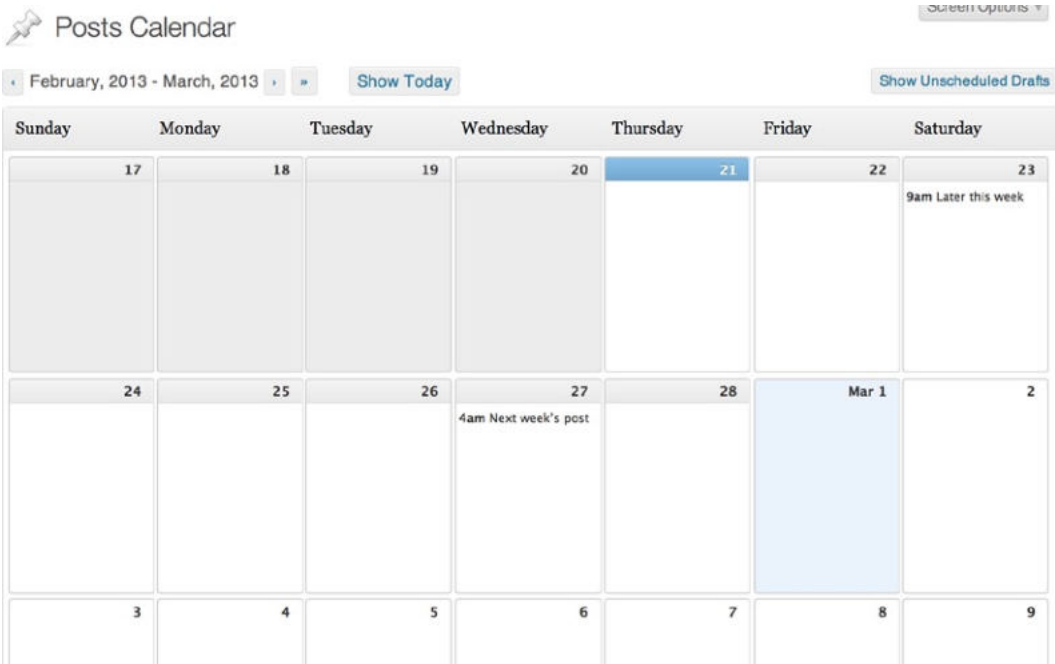 Screen Options ▾
Posts Calendar
‹ February, 2013 - March, 2013 › » Show Today Show Unscheduled Drafts
Sunday Monday Tuesday Wednesday Thursday Friday Saturday
17 18 19 20 21 22 23
9am Later this week
24 25 26 27 28 Mar 1 2
4am Next week's post
3 4 5 6 7 8 9